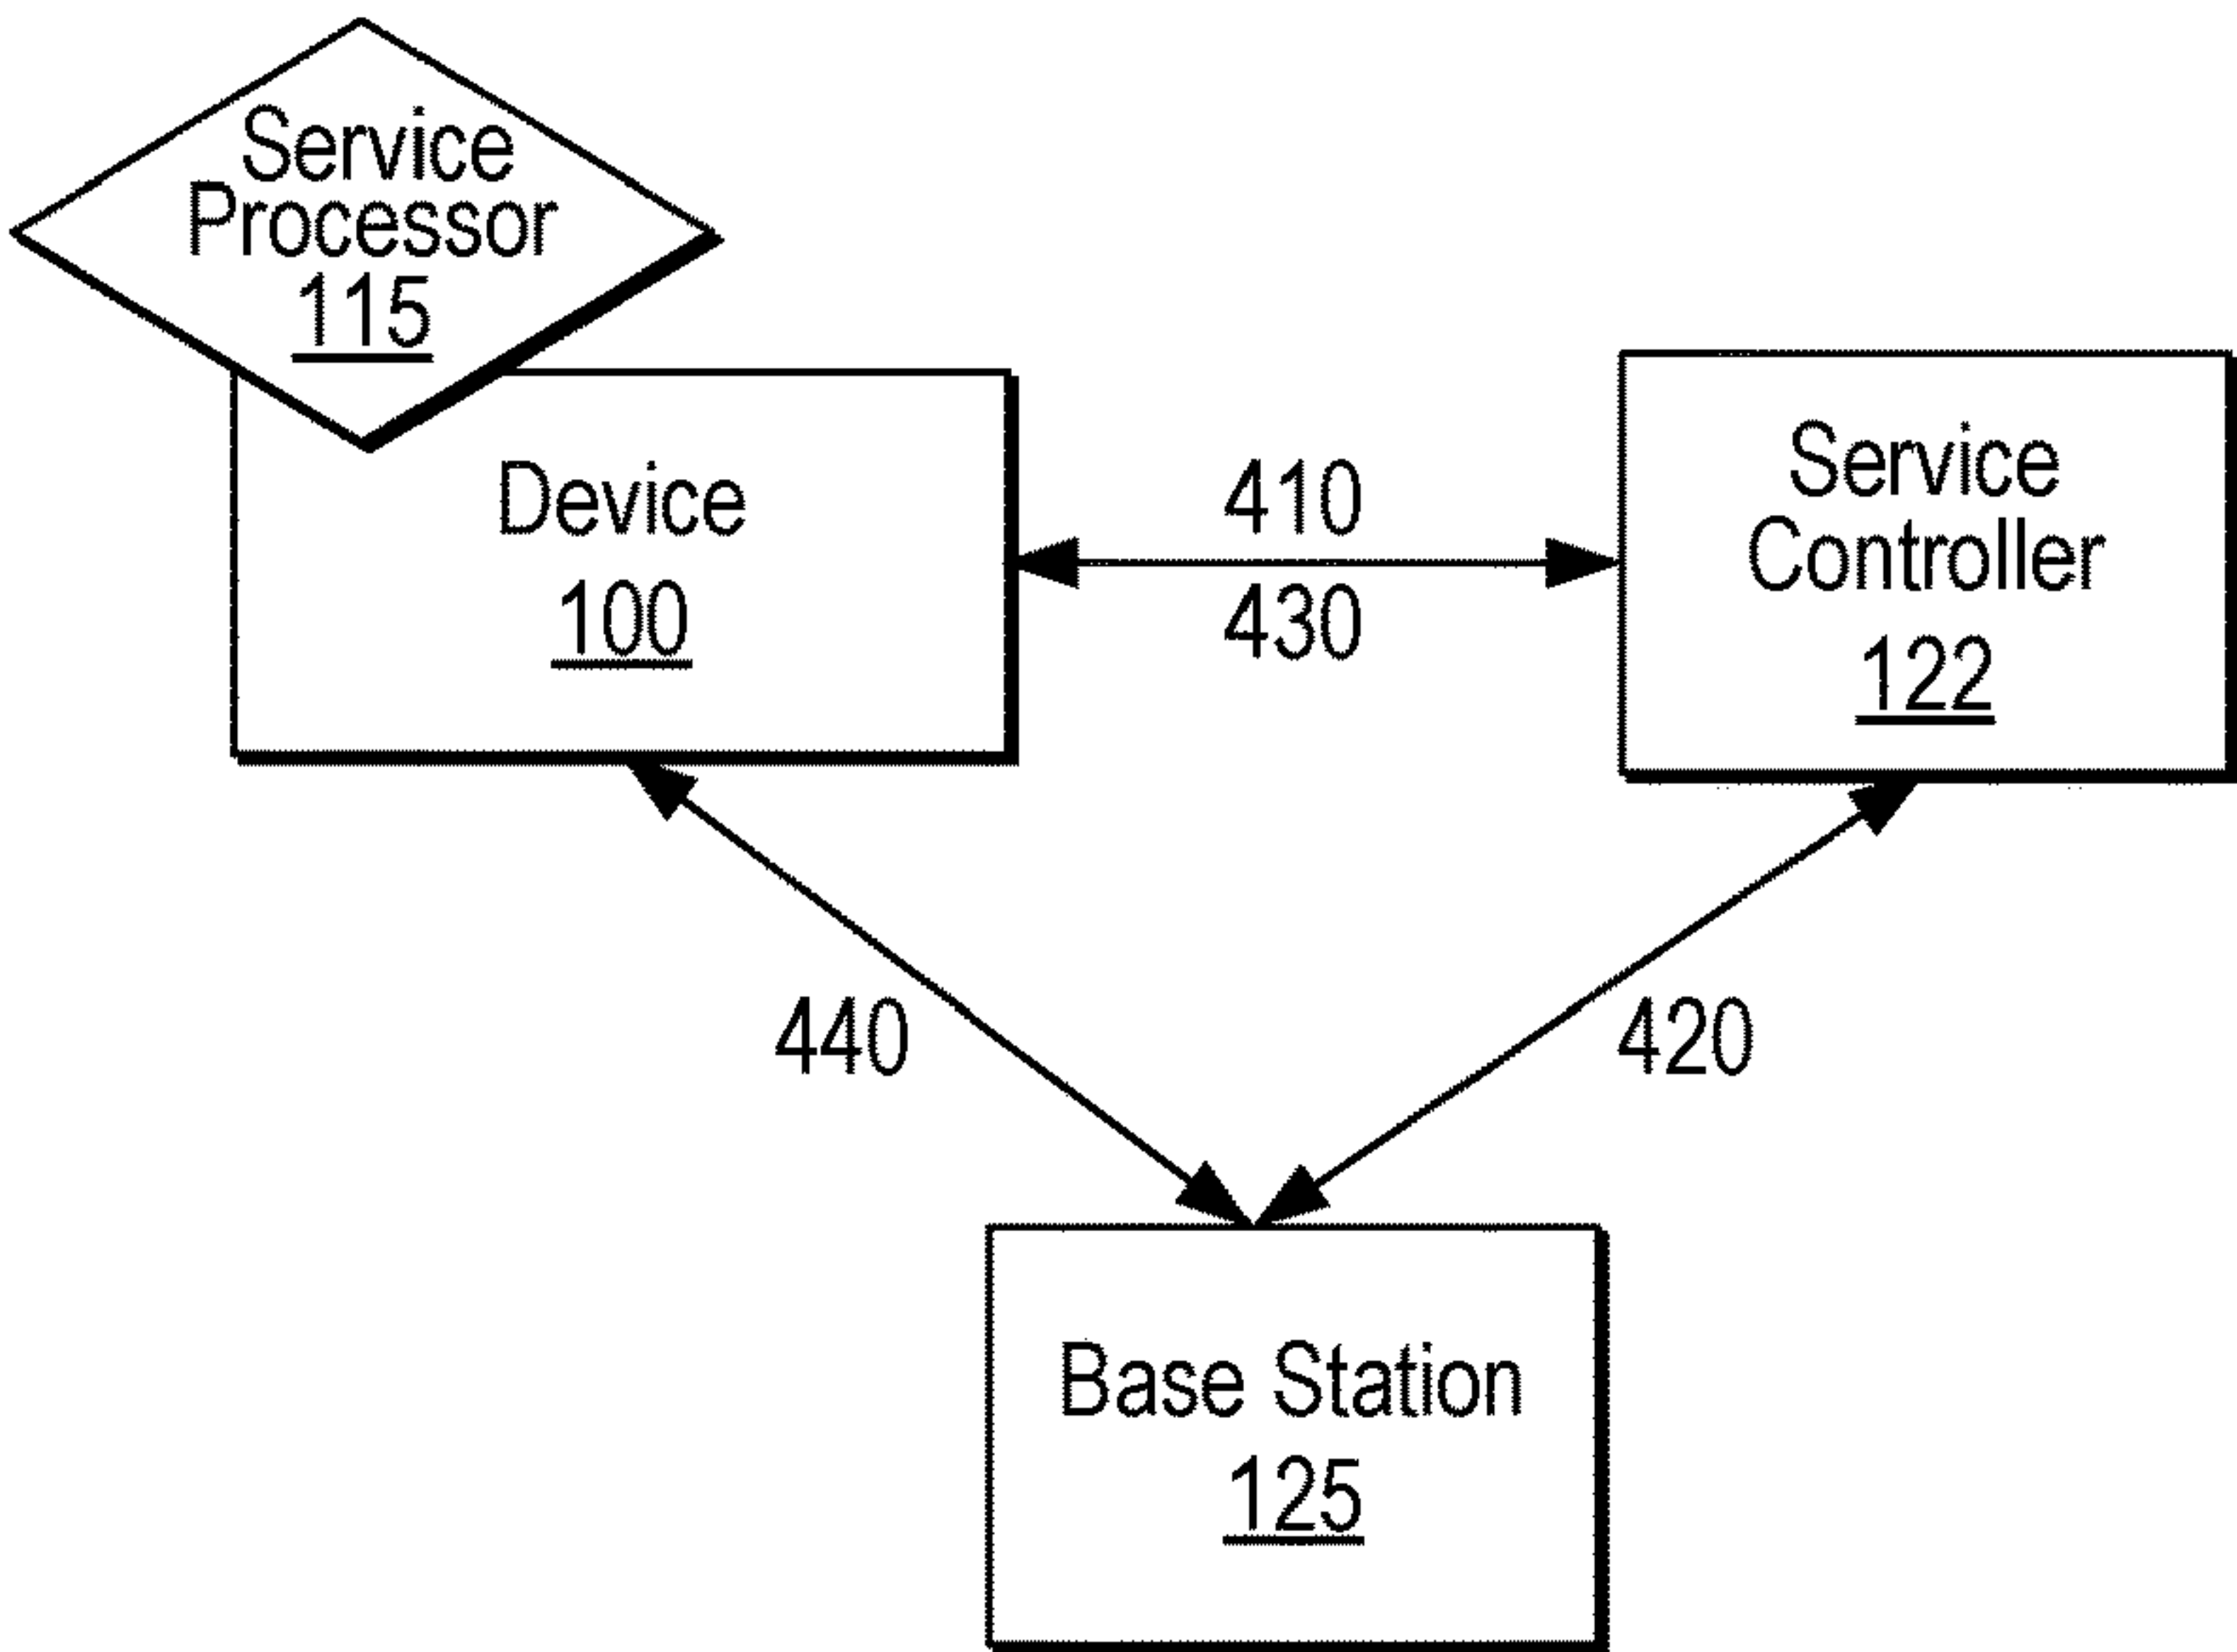 Service
Processor
115
Device
100
410
430
Service
Controller
122
440
420
Base Station
125